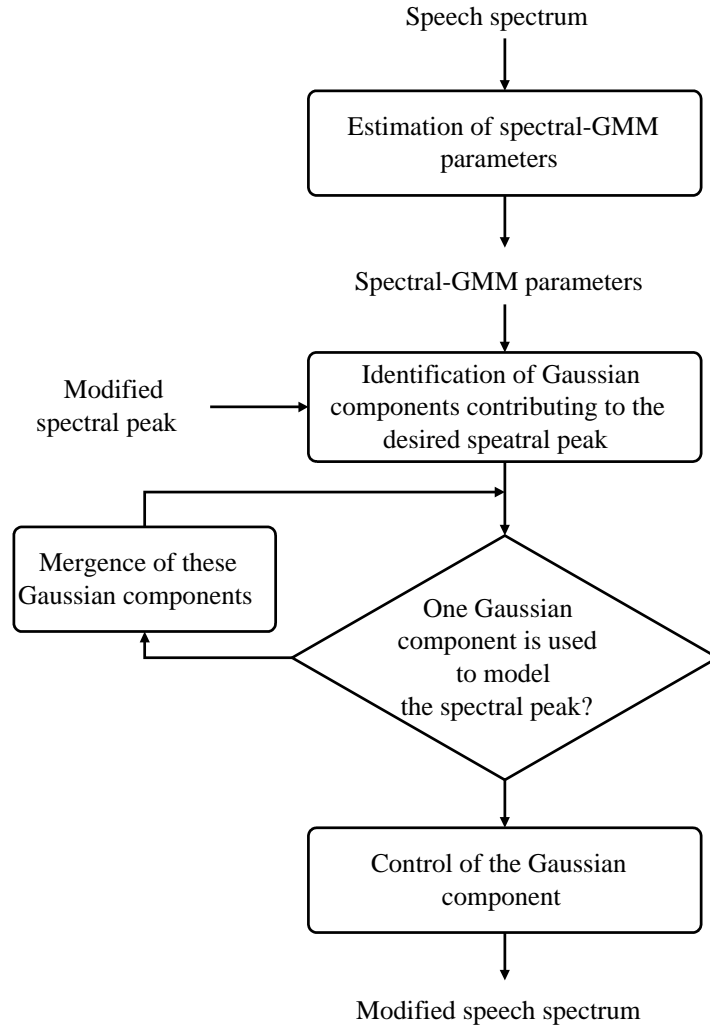 Speech spectrum
Estimation of spectral-GMM
parameters
Spectral-GMM parameters
Modified
spectral peak
Identification of Gaussian
components contributing to the
desired speatral peak
Mergence of these
Gaussian components
One Gaussian
component is used
to model
the spectral peak?
Control of the Gaussian
component
Modified speech spectrum